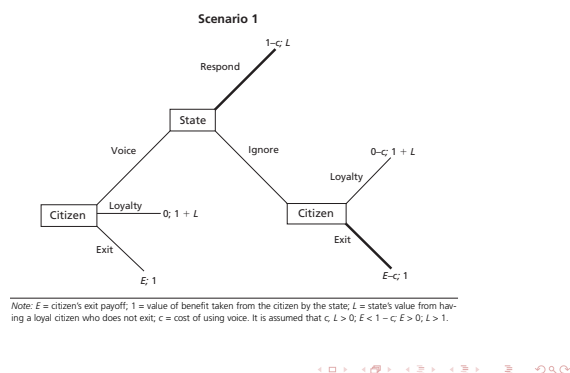 Scenario 1
1–c; L
Respond
State
Voice
Ignore
0–c; 1 + L
Loyalty
Citizen
Loyalty
0; 1 + L
Citizen
Exit
Exit
E; 1
E–c; 1
Note: E = citizen's exit payoff; 1 = value of benefit taken from the citizen by the state; L = state's value from hav-
ing a loyal citizen who does not exit; c = cost of using voice. It is assumed that c, L > 0; E < 1 – c; E > 0; L > 1.